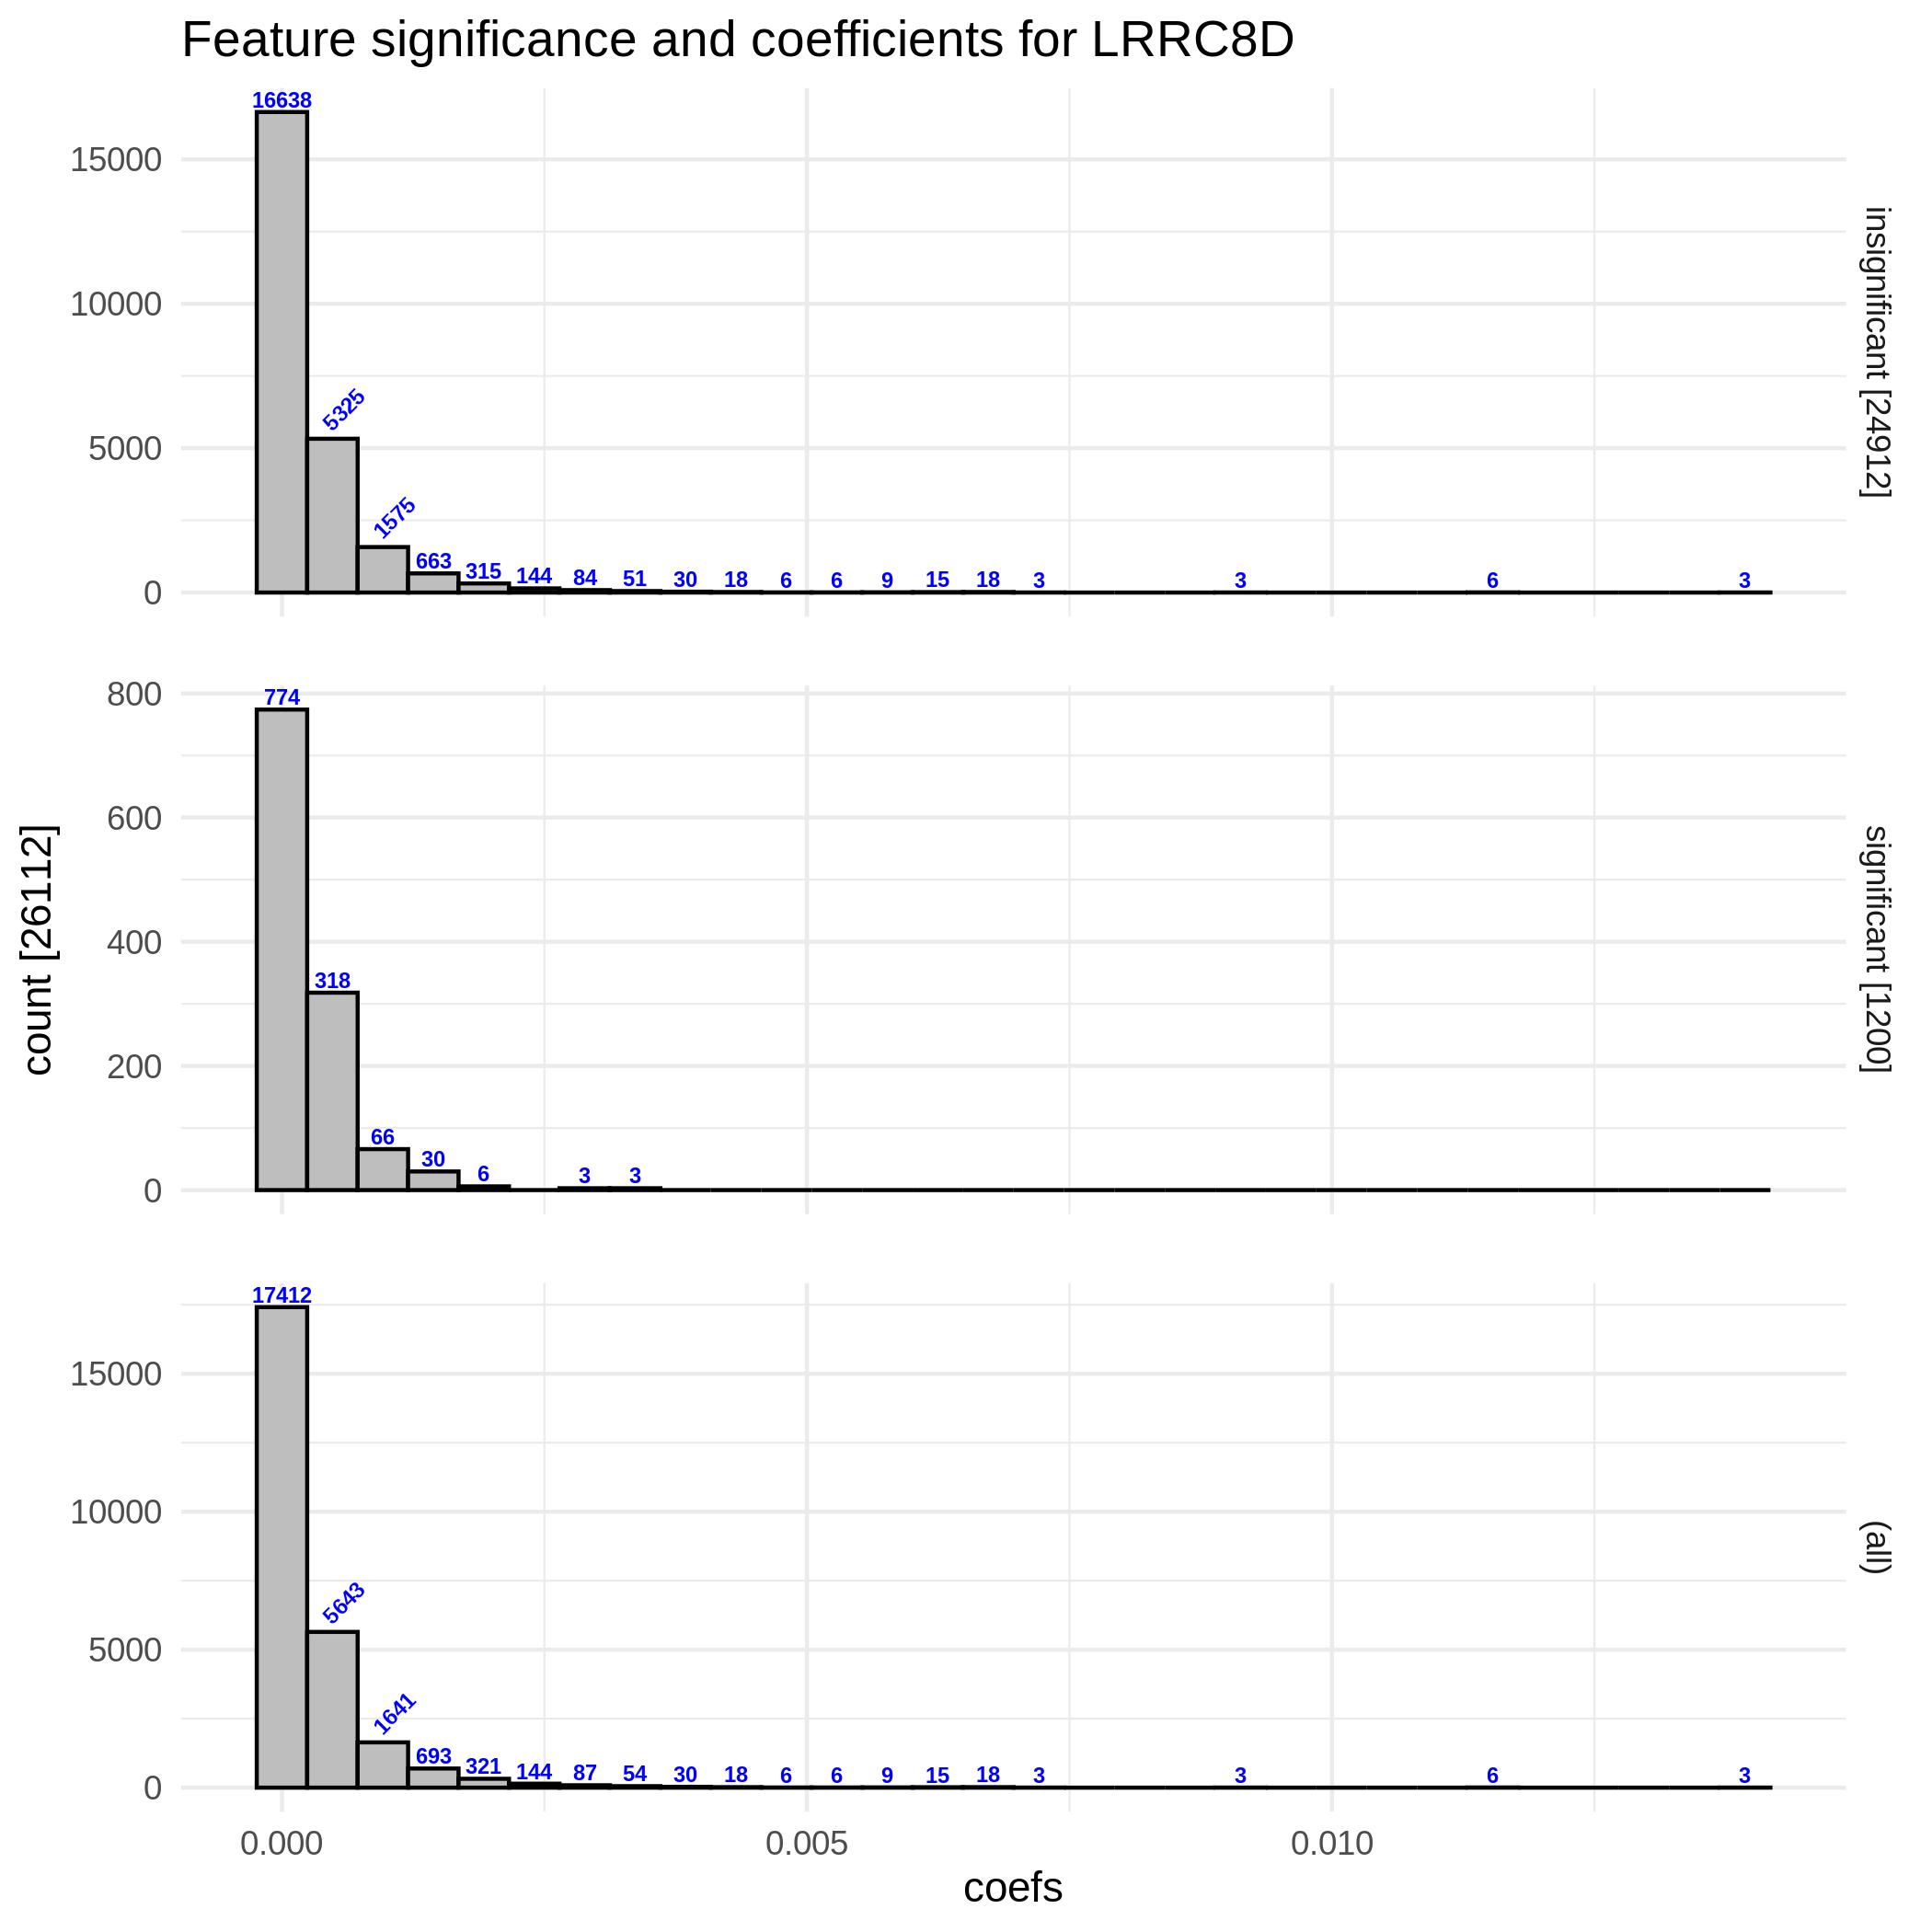 Feature significance and coefficients for LRRC8D
16638
15000
10000
5000
0
5325
1575
663 315 144 84 51 30 18 6 6 9 15 18 3 3 6 3
insignificant [24912]
count [26112]
774
800
600
400
200
0
318
66
30
6 3 3
significant [1200]
17412
15000
10000
5000
0
5643
1641
693 321 144 87 54 30 18 6 6 9 15 18 3 3 6 3
(all)
0.000 0.005 0.010
coefs